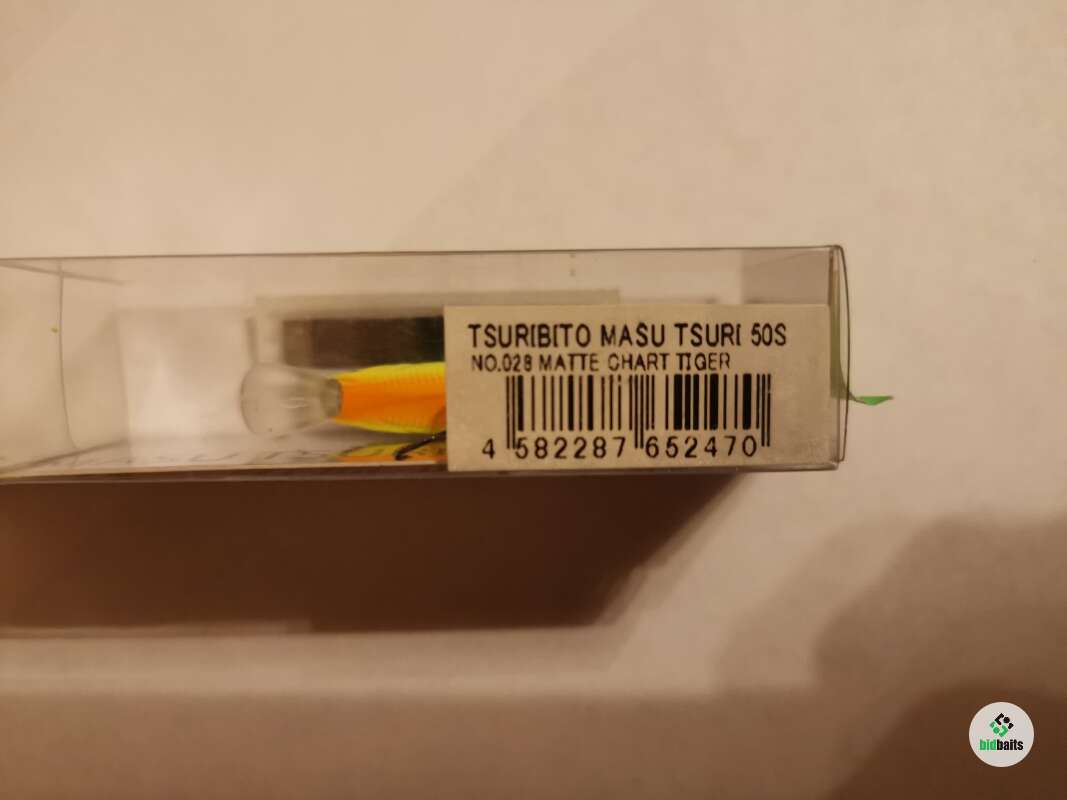 TSURIBITO MASU TSURI 50S
NO.028 MATTE CHART TIGER
4 582287 652470
bidbaits